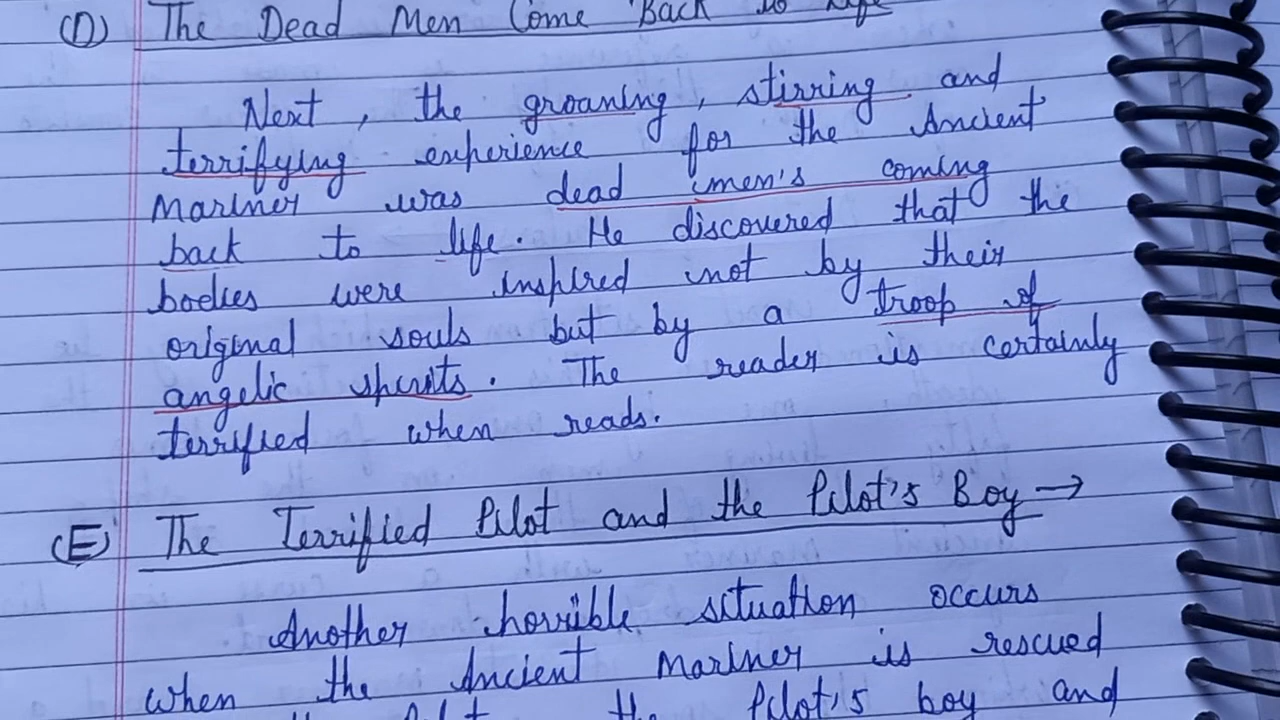 (D) The Dead Men Come Back to Life
Next, the groaning, stirring and
terrifying experience for the Ancient
Mariner was dead men's coming
back to life. He discovered that the
bodies were inspired not by their
original souls but by a troop of
angelic spirits. The reader is certainly
terrified when reads.
(E) The Terrified Pilot and the Pilot's Boy →
Another horrible situation occurs
when the Ancient Mariner is rescued
the Pilot's boy and